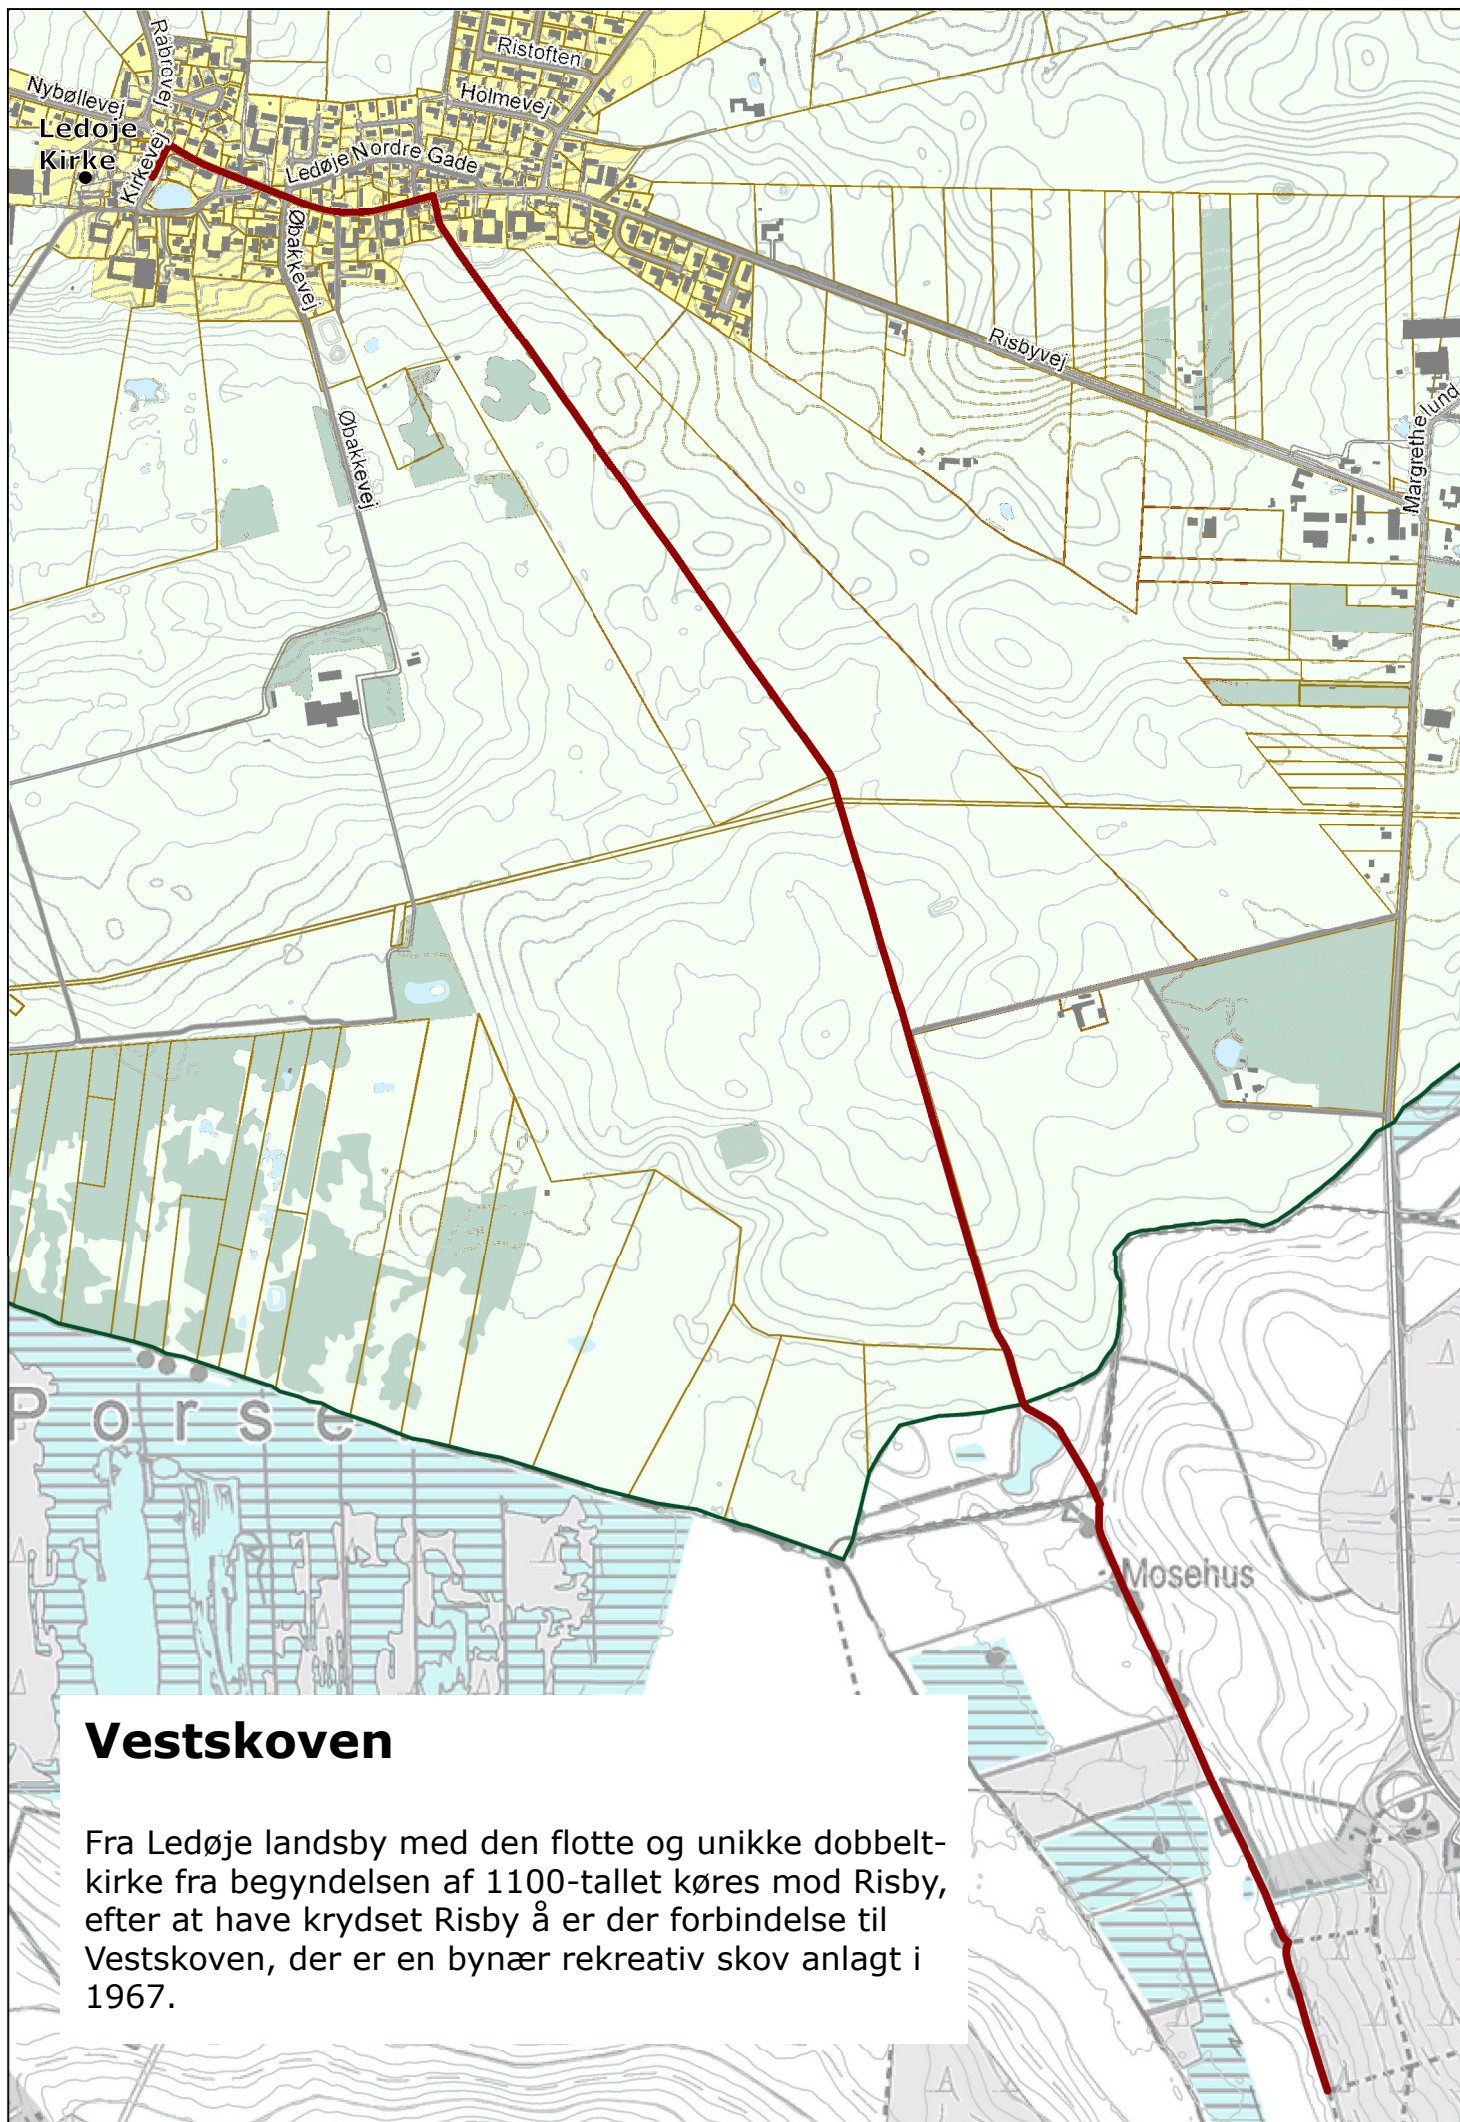 Ristoften
Råbrovej
Nybøllevej
Holmevej
Ledøje
Kirke
Kirkevej
Ledøje Nordre Gade
Øbakkevej
Risbyvej
Øbakkevej
Margrethelund
Porse
Mosehus
Vestskoven
Fra Ledøje landsby med den flotte og unikke dobbelt-
kirke fra begyndelsen af 1100-tallet køres mod Risby,
efter at have krydset Risby å er der forbindelse til
Vestskoven, der er en bynær rekreativ skov anlagt i
1967.